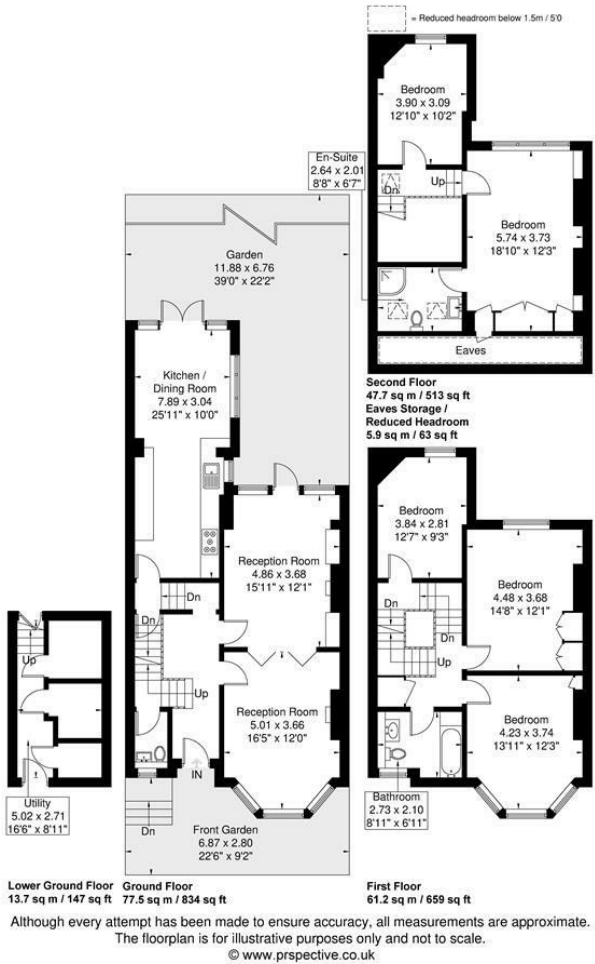 = Reduced headroom below 1.5m / 5'0
Bedroom
3.90 x 3.09
12'10" x 10'2"
En-Suite
2.64 x 2.01
8'8" x 6'7"
Dn
Up
Bedroom
5.74 x 3.73
18'10" x 12'3"
Eaves
Second Floor
47.7 sq m / 513 sq ft
Eaves Storage /
Reduced Headroom
5.9 sq m / 63 sq ft
Garden
11.88 x 6.76
39'0" x 22'2"
Kitchen /
Dining Room
7.89 x 3.04
25'11" x 10'0"
Reception Room
4.86 x 3.68
15'11" x 12'1"
Dn
Dn
Up
Reception Room
5.01 x 3.66
16'5" x 12'0"
IN
Dn
Front Garden
6.87 x 2.80
22'6" x 9'2"
Up
Utility
5.02 x 2.71
16'6" x 8'11"
Bedroom
3.84 x 2.81
12'7" x 9'3"
Dn
Dn
Up
Bedroom
4.48 x 3.68
14'8" x 12'1"
Bedroom
4.23 x 3.74
13'11" x 12'3"
Bathroom
2.73 x 2.10
8'11" x 6'11"
Lower Ground Floor
13.7 sq m / 147 sq ft
Ground Floor
77.5 sq m / 834 sq ft
First Floor
61.2 sq m / 659 sq ft
Although every attempt has been made to ensure accuracy, all measurements are approximate.
The floorplan is for illustrative purposes only and not to scale.
© www.prspective.co.uk